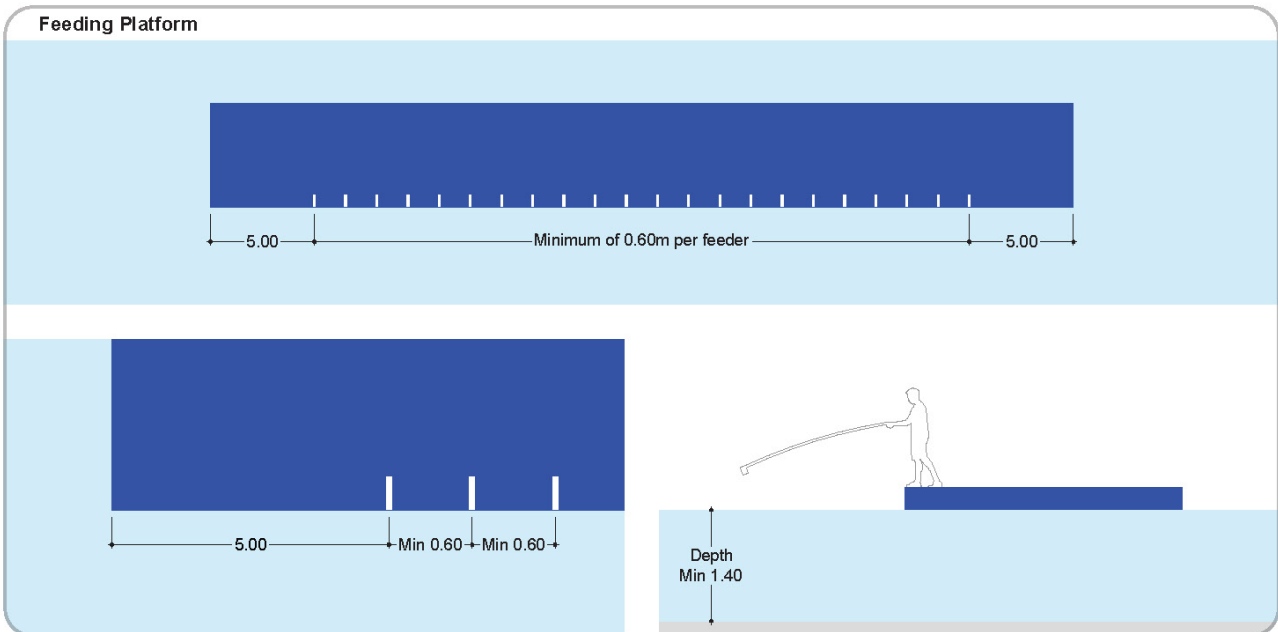 Feeding Platform
5.00
Minimum of 0.60m per feeder
5.00
5.00
Min 0.60
Min 0.60
Depth
Min 1.40